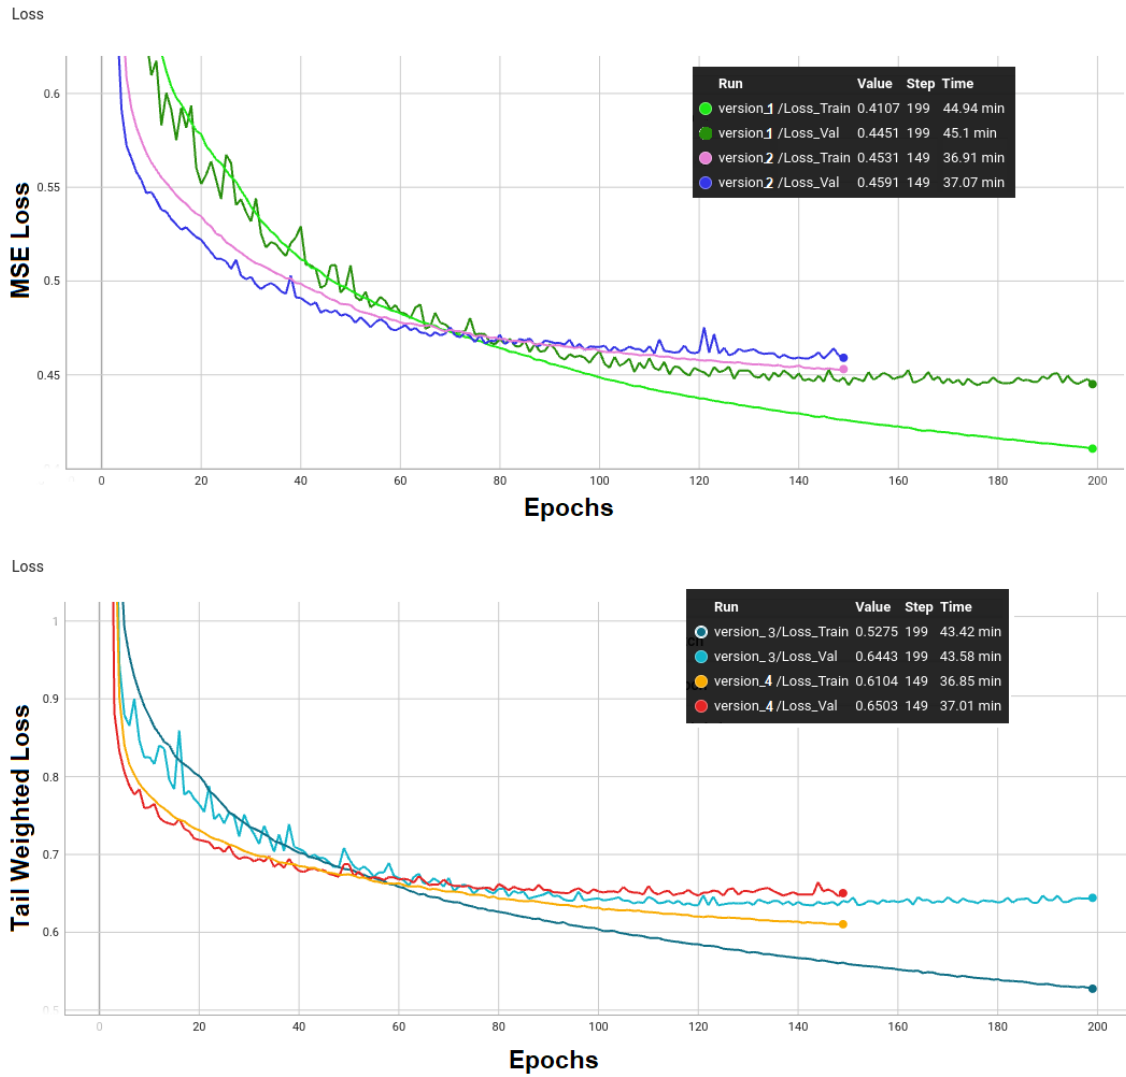 Loss
Run Value Step Time
version_1 /Loss_Train 0.4107 199 44.94 min
version_1 /Loss_Val 0.4451 199 45.1 min
version_2 /Loss_Train 0.4531 149 36.91 min
version_2 /Loss_Val 0.4591 149 37.07 min
0.6
0.55
0.5
0.45
MSE Loss
0 20 40 60 80 100 120 140 160 180 200
Epochs
Loss
Run Value Step Time
version_3/Loss_Train 0.5275 199 43.42 min
version_3/Loss_Val 0.6443 199 43.58 min
version_4 /Loss_Train 0.6104 149 36.85 min
version_4 /Loss_Val 0.6503 149 37.01 min
1
0.9
0.8
0.7
0.6
0.5
Tail Weighted Loss
0 20 40 60 80 100 120 140 160 180 200
Epochs